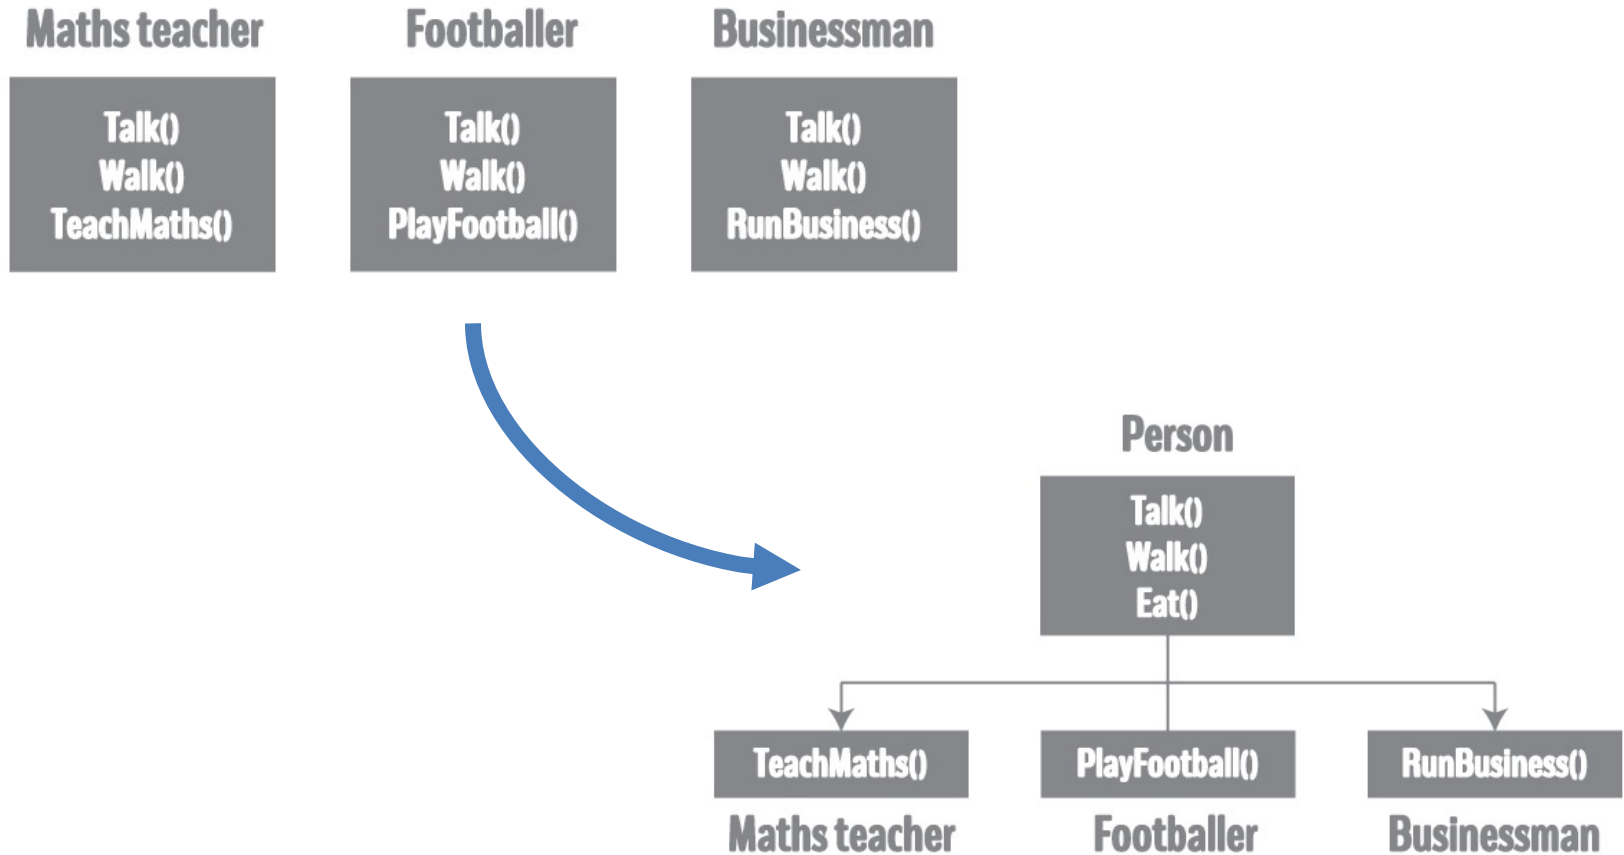 Maths teacher
Footballer
Businessman
Talk()
Walk()
TeachMaths()
Talk()
Walk()
PlayFootball()
Talk()
Walk()
RunBusiness()
Person
Talk()
Walk()
Eat()
TeachMaths()
PlayFootball()
RunBusiness()
Maths teacher
Footballer
Businessman